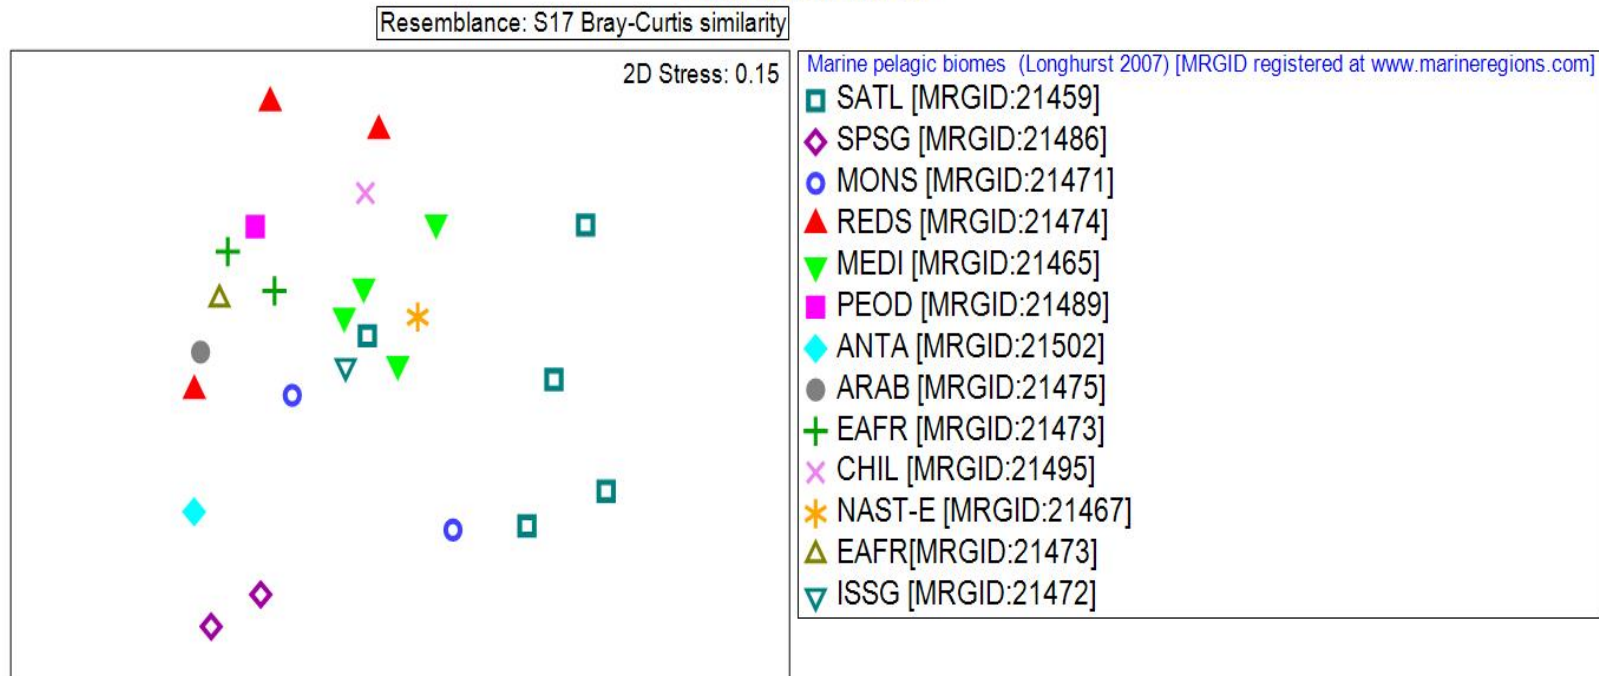 Resemblance: S17 Bray-Curtis similarity
2D Stress: 0.15
Marine pelagic biomes (Longhurst 2007) [MRGID registered at www.marineregions.com]
SATL [MRGID:21459]
SPSG [MRGID:21486]
MONS [MRGID:21471]
REDS [MRGID:21474]
MEDI [MRGID:21465]
PEOD [MRGID:21489]
ANTA [MRGID:21502]
ARAB [MRGID:21475]
EAFR [MRGID:21473]
CHIL [MRGID:21495]
NAST-E [MRGID:21467]
EAFR[MRGID:21473]
ISSG [MRGID:21472]